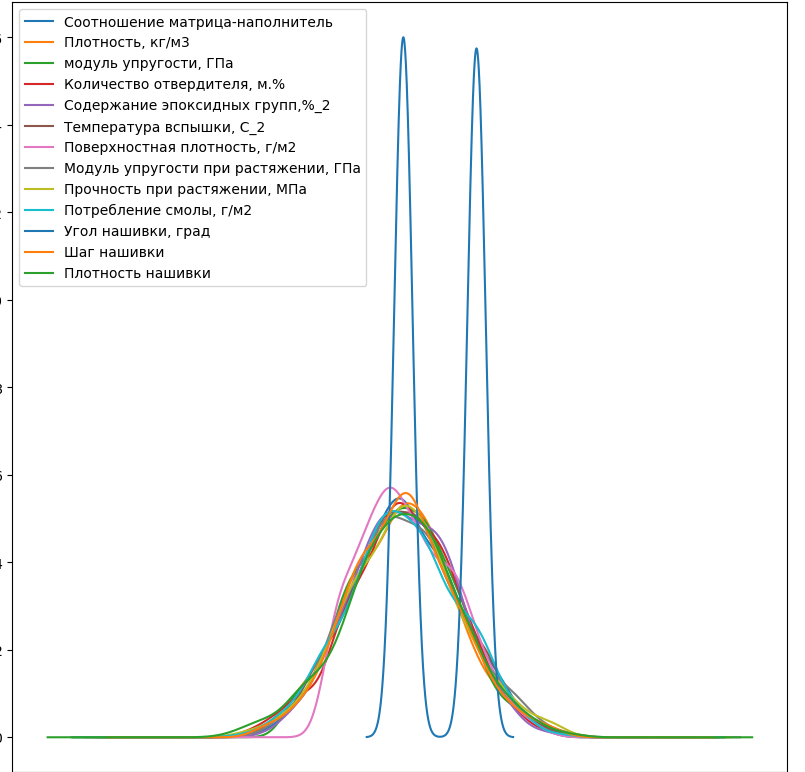 Соотношение матрица-наполнитель
Плотность, кг/м3
модуль упругости, ГПа
Количество отвердителя, м.%
Содержание эпоксидных групп,%_2
Температура вспышки, С_2
Поверхностная плотность, г/м2
Модуль упругости при растяжении, ГПа
Прочность при растяжении, МПа
Потребление смолы, г/м2
Угол нашивки, град
Шаг нашивки
Плотность нашивки